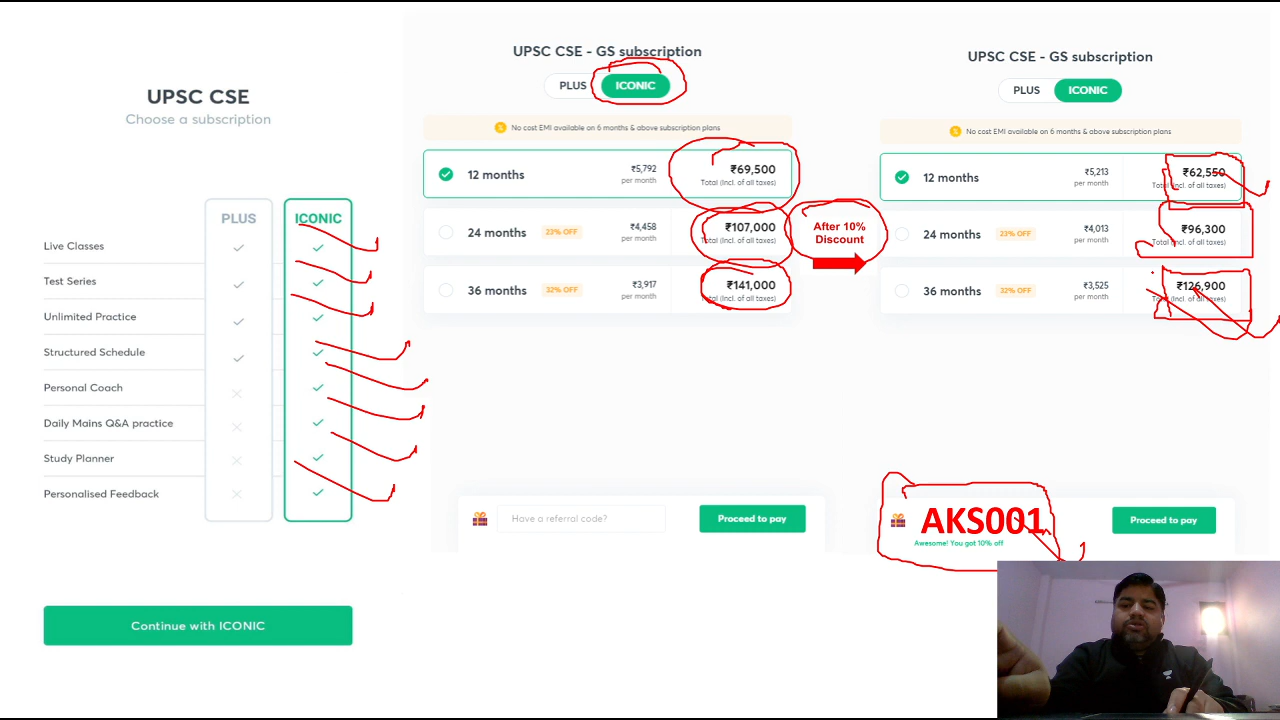 UPSC CSE
Choose a subscription
PLUS
ICONIC
Live Classes
Test Series
Unlimited Practice
Structured Schedule
Personal Coach
Daily Mains Q&A practice
Study Planner
Personalised Feedback
Continue with ICONIC
UPSC CSE - GS subscription
PLUS
ICONIC
No cost EMI available on 6 months & above subscription plans
12 months
₹5,792
per month
₹69,500
Total (Incl. of all taxes)
24 months
23% OFF
₹4,458
per month
₹107,000
Total (Incl. of all taxes)
36 months
32% OFF
₹3,917
per month
₹141,000
Total (Incl. of all taxes)
Have a referral code?
Proceed to pay
After 10%
Discount
UPSC CSE - GS subscription
PLUS
ICONIC
No cost EMI available on 6 months & above subscription plans
12 months
₹5,213
per month
₹62,550
Total (Incl. of all taxes)
24 months
23% OFF
₹4,013
per month
₹96,300
Total (Incl. of all taxes)
36 months
32% OFF
₹3,525
per month
₹126,900
Total (Incl. of all taxes)
AKS001
Awesome! You got 10% off
Proceed to pay